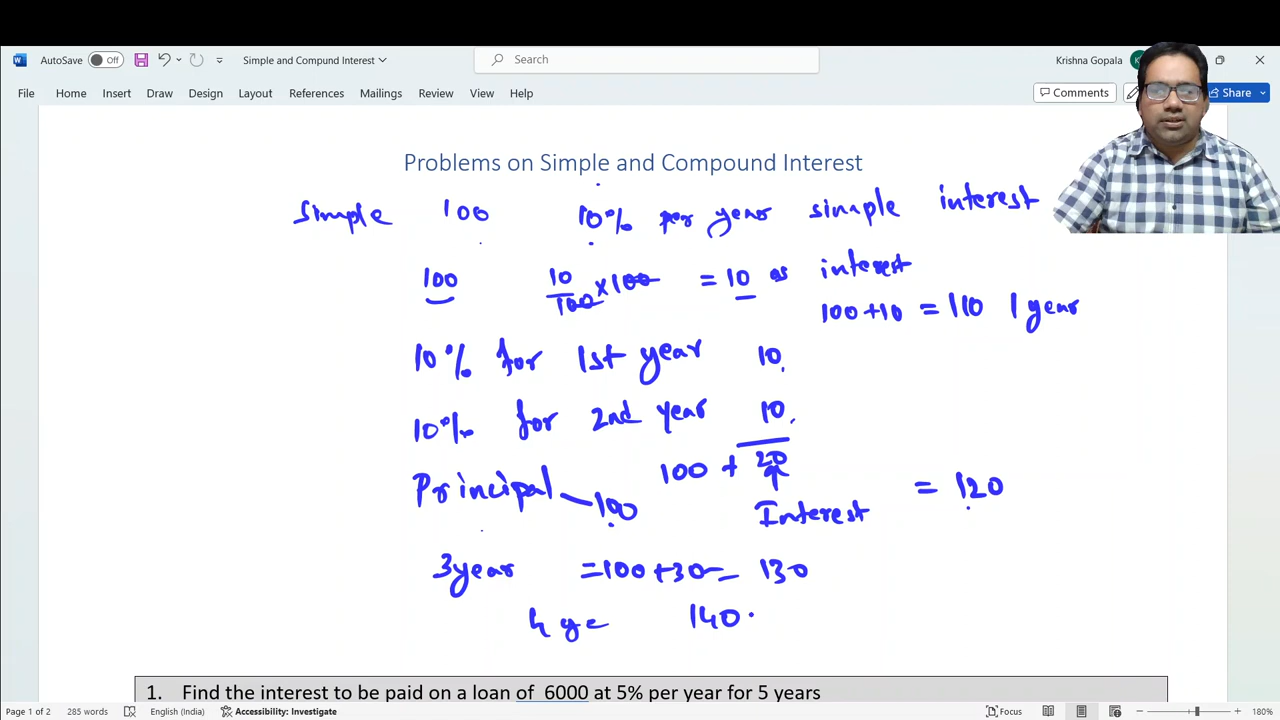 AutoSave Off Simple and Compund Interest Search Krishna Gopala
File Home Insert Draw Design Layout References Mailings Review View Help Comments Share
Problems on Simple and Compound Interest
Simple 100 10% per year simple interest
100 10/100 × 100 = 10 as interest
100+10 = 110 1 year
10% for 1st year 10
10% for 2nd year 10
100 + 20
Principal 100 Interest = 120
3year =100+30= 130
140
1. Find the interest to be paid on a loan of 6000 at 5% per year for 5 years
Page 1 of 2 285 words English (India) Accessibility: Investigate Focus 180%